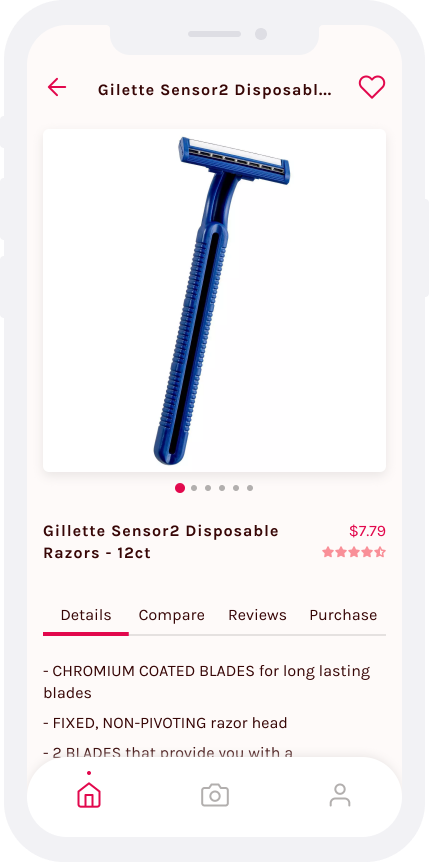 Gilette Sensor2 Disposabl...
Gillette Sensor2 Disposable
$7.79
Razors - 12ct
Details Compare Reviews Purchase
- CHROMIUM COATED BLADES for long lasting
blades
- FIXED, NON-PIVOTING razor head
- 2 BLADES that provide you with a